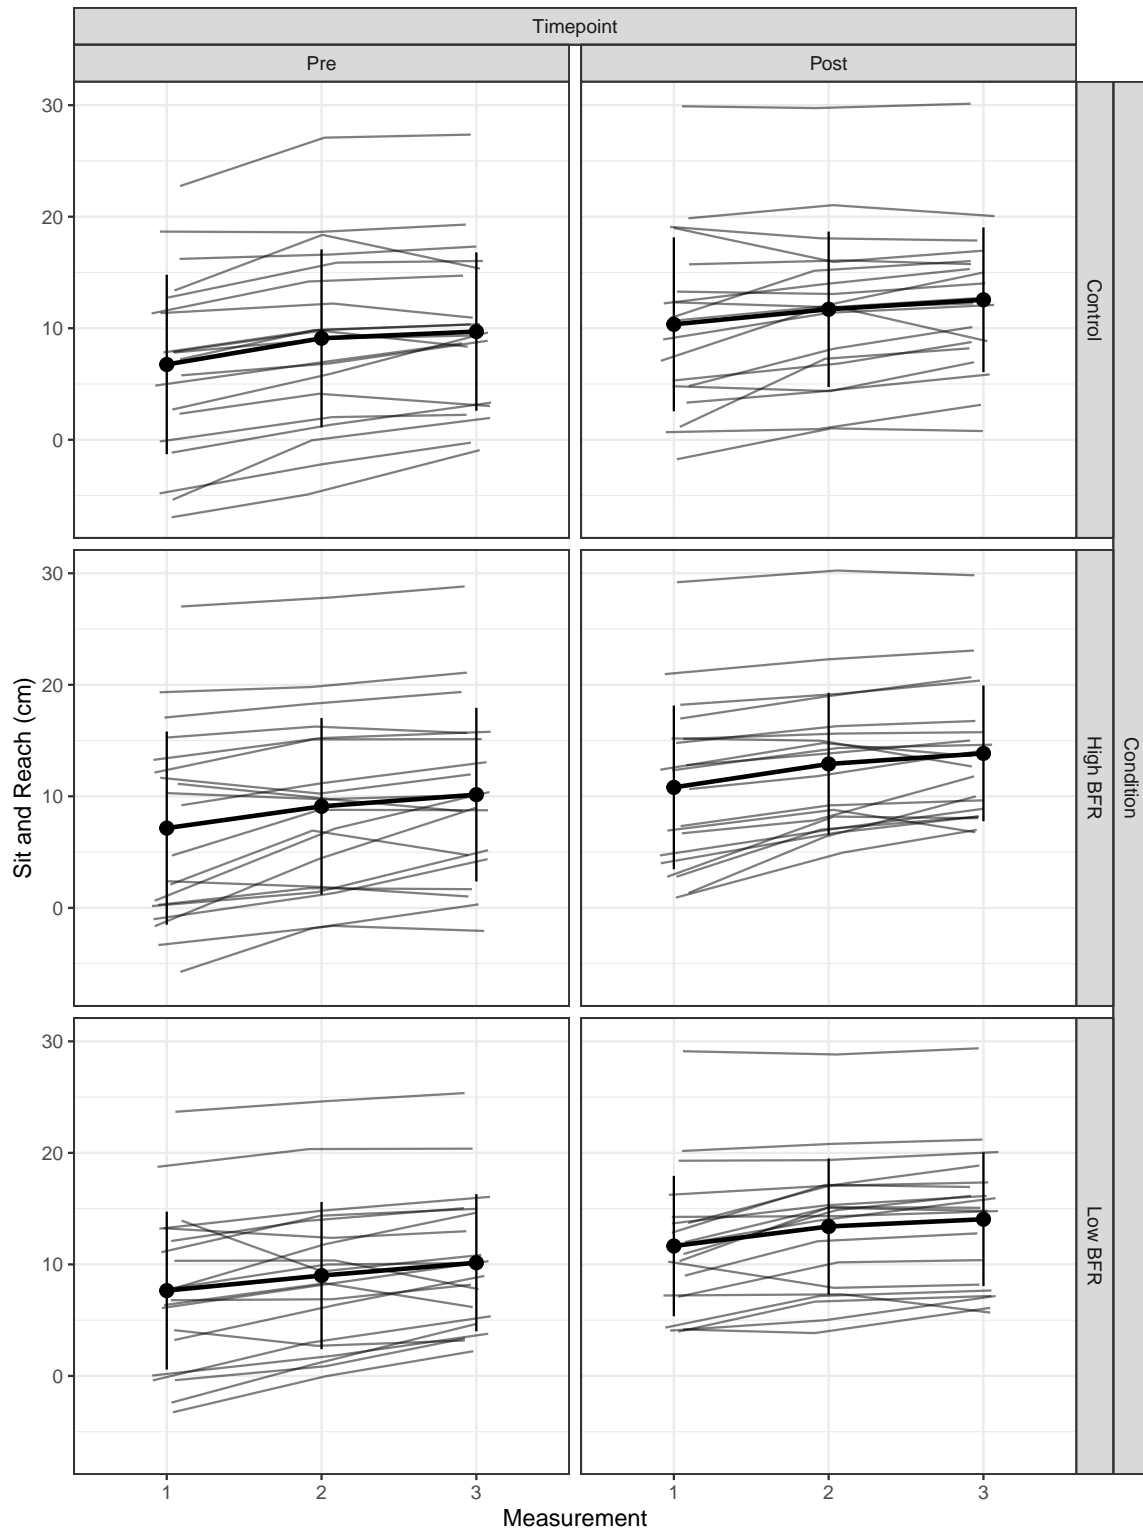 Timepoint
Pre
Post
30
20
10
0
Control
30
20
10
0
High BFR
30
20
10
0
Low BFR
Condition
Sit and Reach (cm)
1
2
3
1
2
3
Measurement